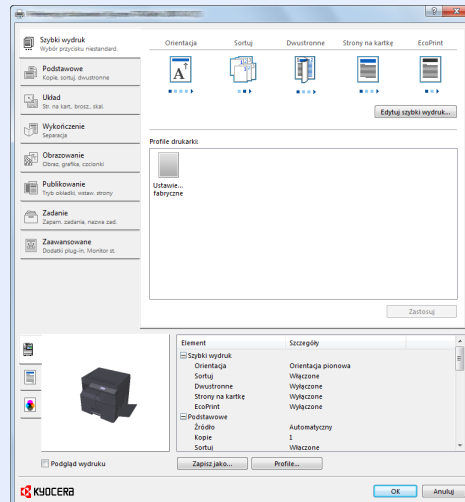 Szybki wydruk
Wybór przycisku niestandard.
Podstawowe
Kopie, sortuj, dwustronne
Układ
Str. na kart., brosz., skal.
Wykończenie
Separacja
Obrazowanie
Obraz, grafika, czcionki
Publikowanie
Tryb okładki, wstaw. strony
Zadanie
Zapam. zadania, nazwa zad.
Zaawansowane
Dodatki plug-in, Monitor st.
Orientacja Sortuj Dwustronne Strony na kartkę EcoPrint
Edytuj szybki wydruk...
Profile drukarki:
Ustawie...
fabryczne
Zastosuj
Element Szczegóły
Szybki wydruk
Orientacja Orientacja pionowa
Sortuj Włączone
Dwustronne Wyłączone
Strony na kartkę Wyłączone
EcoPrint Wyłączone
Podstawowe
Źródło Automatyczny
Kopie 1
Sortuj Włączone
Podgląd wydruku
Zapisz jako... Profile...
KYOCERA
OK Anuluj